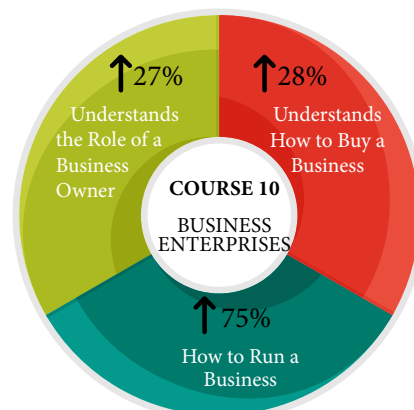 ↑27%
Understands
the Role of a
Business
Owner
↑28%
Understands
How to Buy a
Business
COURSE 10
BUSINESS
ENTERPRISES
↑75%
How to Run a
Business